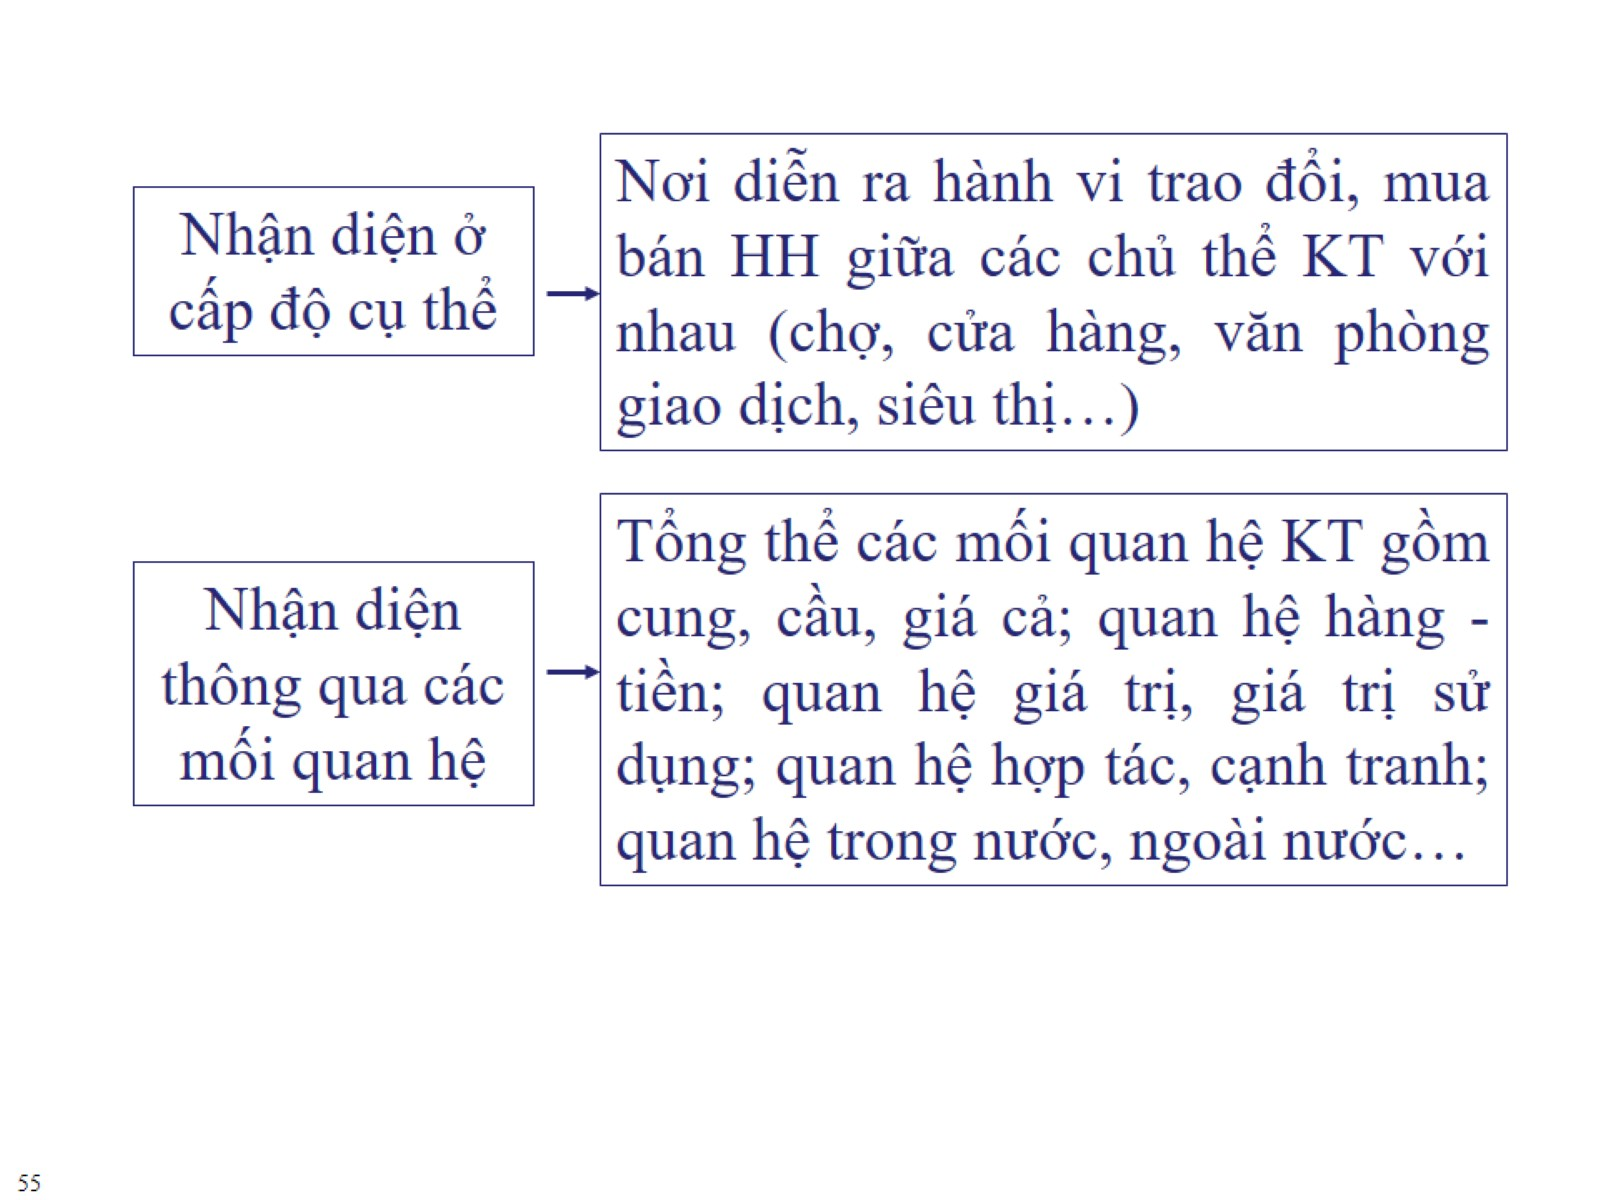 Nhận diện ở
cấp độ cụ thể
Nơi diễn ra hành vi trao đổi, mua
bán HH giữa các chủ thể KT với
nhau (chợ, cửa hàng, văn phòng
giao dịch, siêu thị…)
Nhận diện
thông qua các
mối quan hệ
Tổng thể các mối quan hệ KT gồm
cung, cầu, giá cả; quan hệ hàng -
tiền; quan hệ giá trị, giá trị sử
dụng; quan hệ hợp tác, cạnh tranh;
quan hệ trong nước, ngoài nước…
55